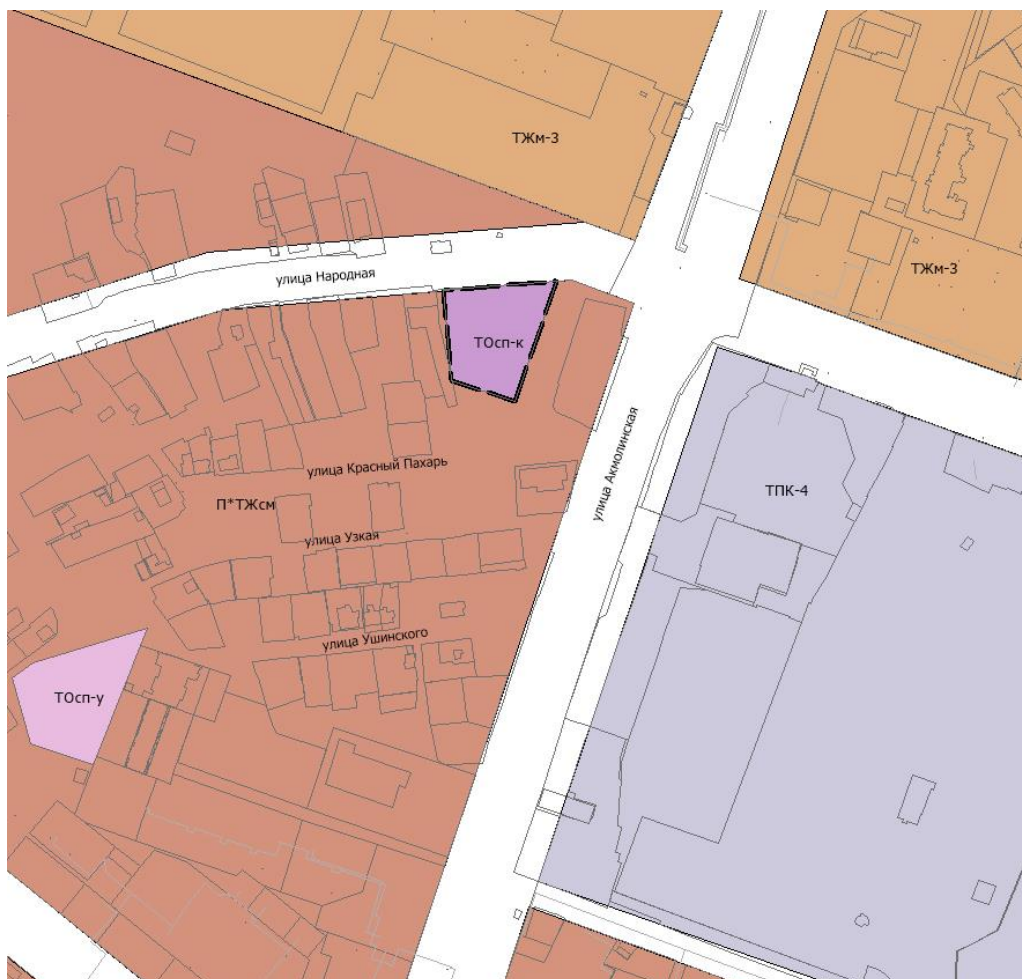 ТЖм-3
ТЖм-3
улица Народная
ТОсп-к
улица Акмолинская
улица Красный Пахарь
ТПК-4
П*ТЖсм
улица Узкая
улица Ушинского
ТОсп-у